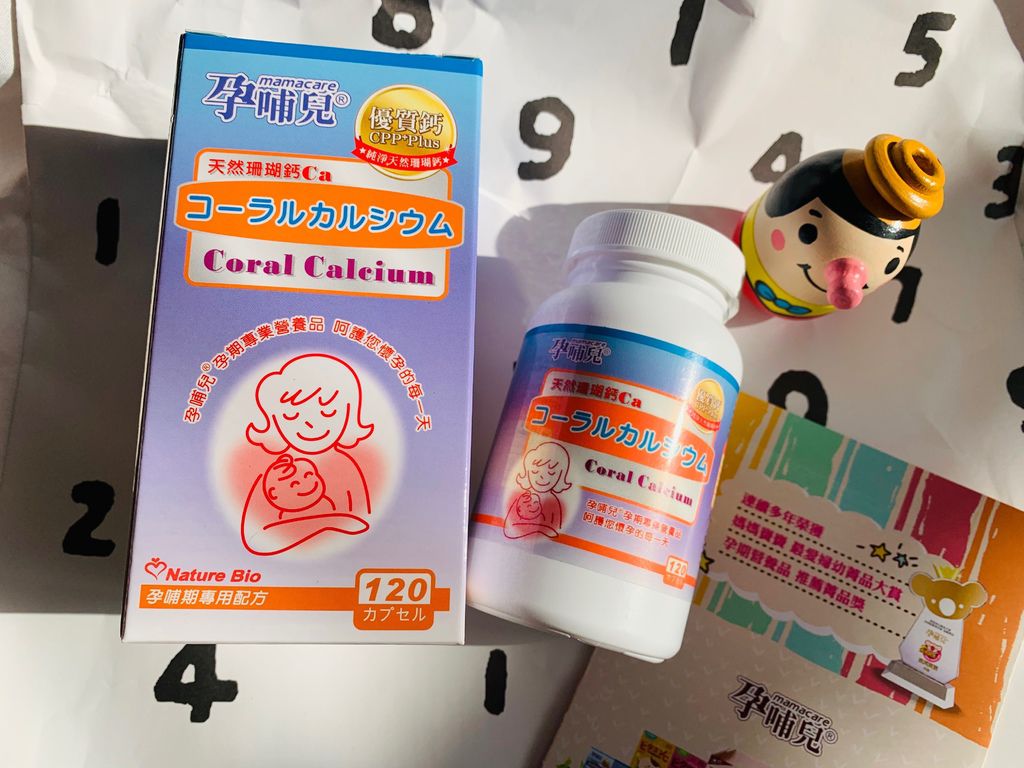 6
1
5
9
4
3
1
7
2
4
1
mamacare
孕哺兒®
優質鈣
CPP+Plus
★純淨天然珊瑚鈣★
天然珊瑚鈣Ca
コーラルカルシウム
Coral Calcium
孕哺兒®孕期專業營養品 呵護您懷孕的每一天
Nature Bio
孕哺期專用配方
120
カプセル
mamacare
孕哺兒®
天然珊瑚鈣Ca
コーラルカルシウム
Coral Calcium
孕哺兒®孕期專業營養品
呵護您懷孕的每一天
120
連續多年榮獲
媽媽寶寶 最愛婦幼商品大賞
孕期營養品 推薦商品獎
mamacare
孕哺兒®